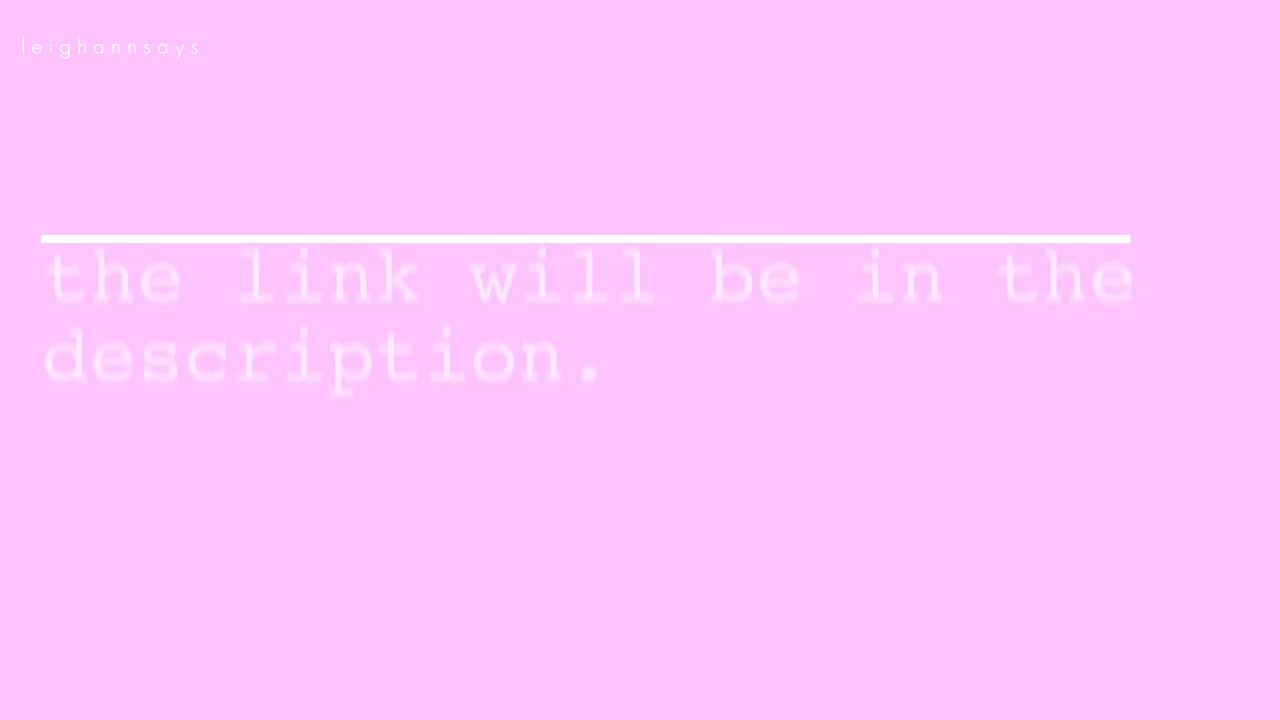 leighannsays
the link will be in the
description.